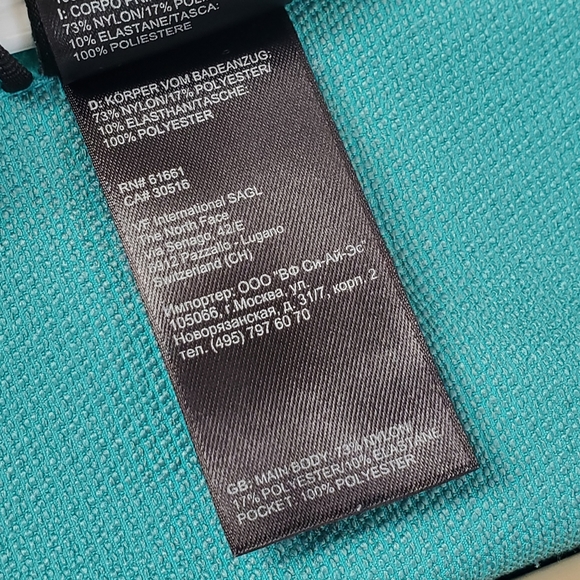 I: CORPO
73% NYLON/17%
10% ELASTANE/TASCA:
100% POLIESTERE
D: KÖRPER VOM BADEANZUG:
73% NYLON/17% POLYESTER/
10% ELASTHAN/TASCHE:
100% POLYESTER
RN# 61661
CA# 30516
VF International SAGL
The North Face
Via Senago, 42/E
6912 Pazzallo - Lugano
Switzerland (CH)
Импортер: ООО "Вф Си-Ай-Эс"
105066, г.Москва, ул.
Новорязанская, д. 31/7, корп. 2
тел. (495) 797 60 70
GB: MAIN BODY: 73% NYLON/
17% POLYESTER/10% ELASTANE,
POCKET: 100% POLYESTER